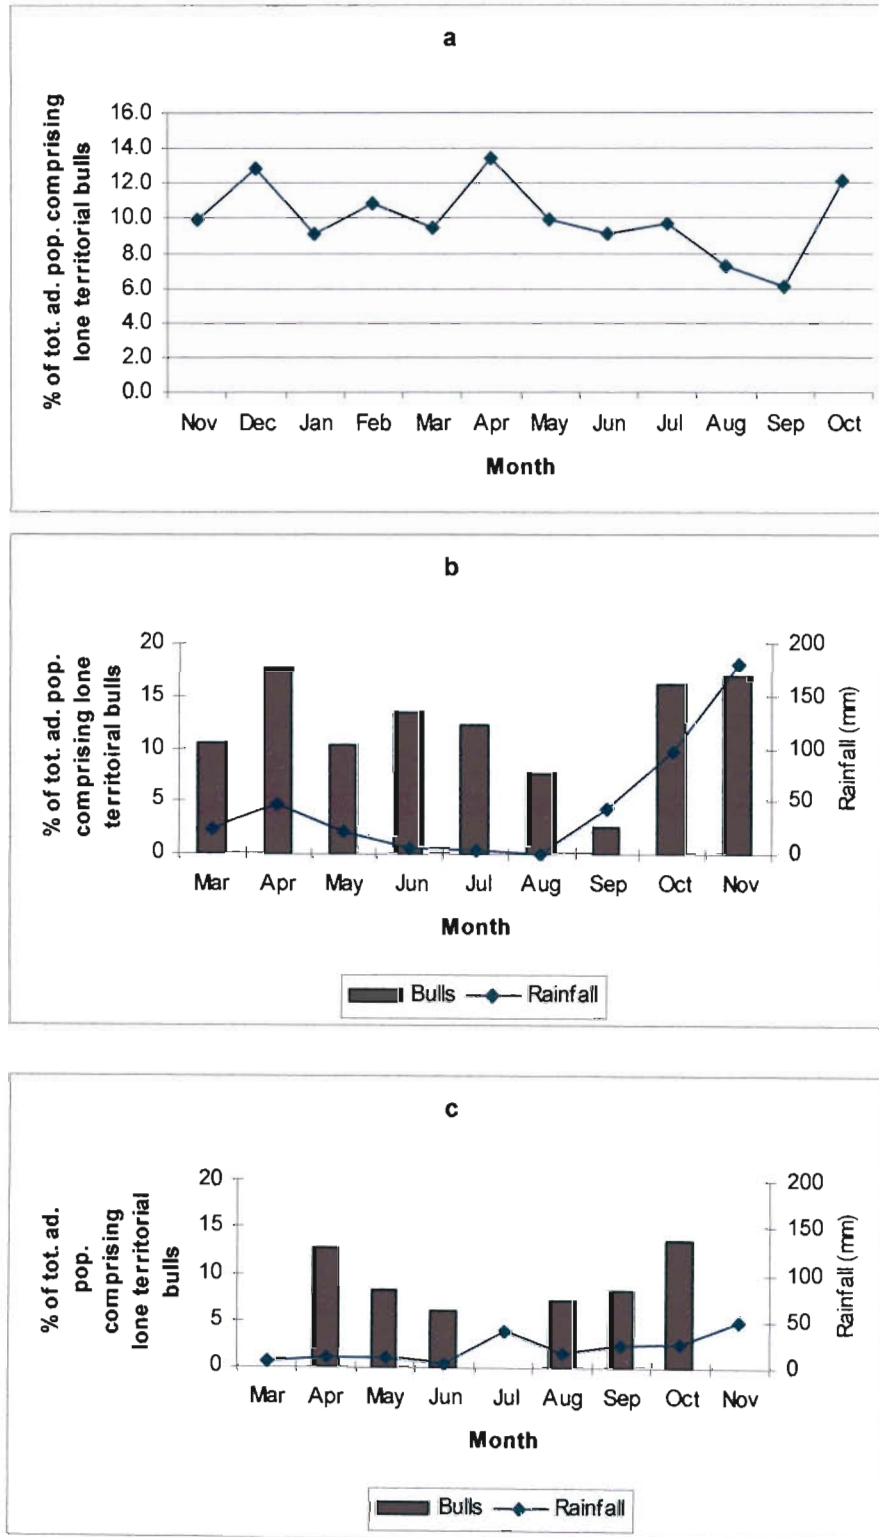 a
% of tot. ad. pop. comprising
lone territorial bulls
16.0
14.0
12.0
10.0
8.0
6.0
4.0
2.0
0.0
Nov Dec Jan Feb Mar Apr May Jun Jul Aug Sep Oct
Month
b
% of tot. ad. pop.
comprising lone
territoiral bulls
20
15
10
5
0
200
150
100
50
0
Rainfall (mm)
Mar Apr May Jun Jul Aug Sep Oct Nov
Month
Bulls Rainfall
c
% of tot. ad.
pop.
comprising
lone territorial
bulls
20
15
10
5
0
200
150
100
50
0
Rainfall (mm)
Mar Apr May Jun Jul Aug Sep Oct Nov
Month
Bulls Rainfall